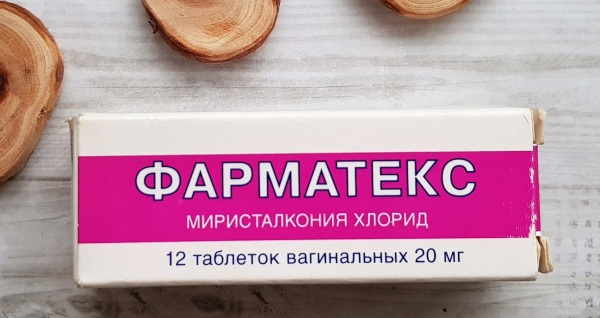 ФАРМАТЕКС
МИРИСТАЛКОНИЯ ХЛОРИД
12 таблеток вагинальных 20 мг